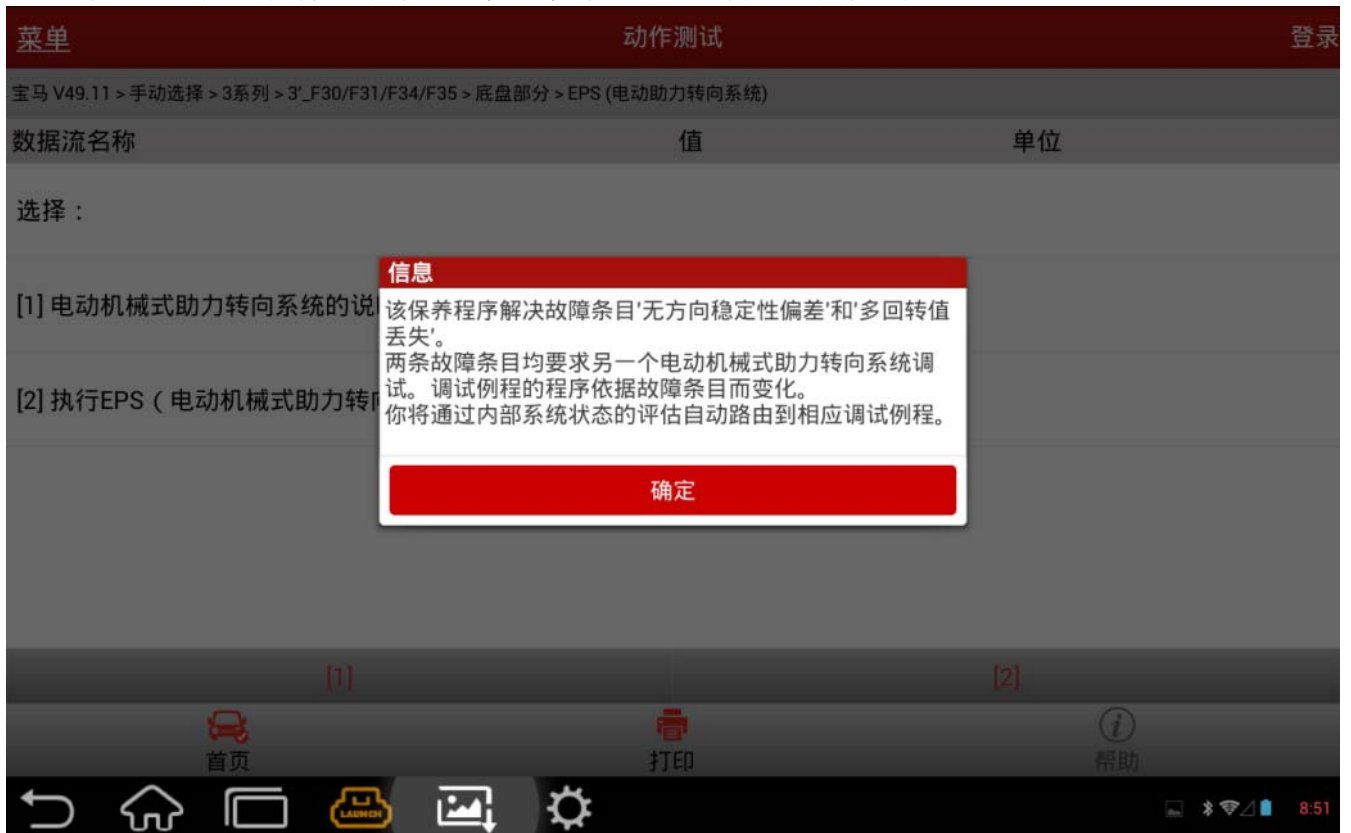 菜单
动作测试
登录
宝马 V49.11 > 手动选择 > 3系列 > 3'_F30/F31/F34/F35 > 底盘部分 > EPS (电动助力转向系统)
数据流名称
值
单位
选择：
[1] 电动机械式助力转向系统的说
[2] 执行EPS（电动机械式助力转
信息
该保养程序解决故障条目'无方向稳定性偏差'和'多回转值
丢失'。
两条故障条目均要求另一个电动机械式助力转向系统调
试。调试例程的程序依据故障条目而变化。
你将通过内部系统状态的评估自动路由到相应调试例程。
确定
[1]
[2]
首页
打印
帮助
LAUNCH
8:51